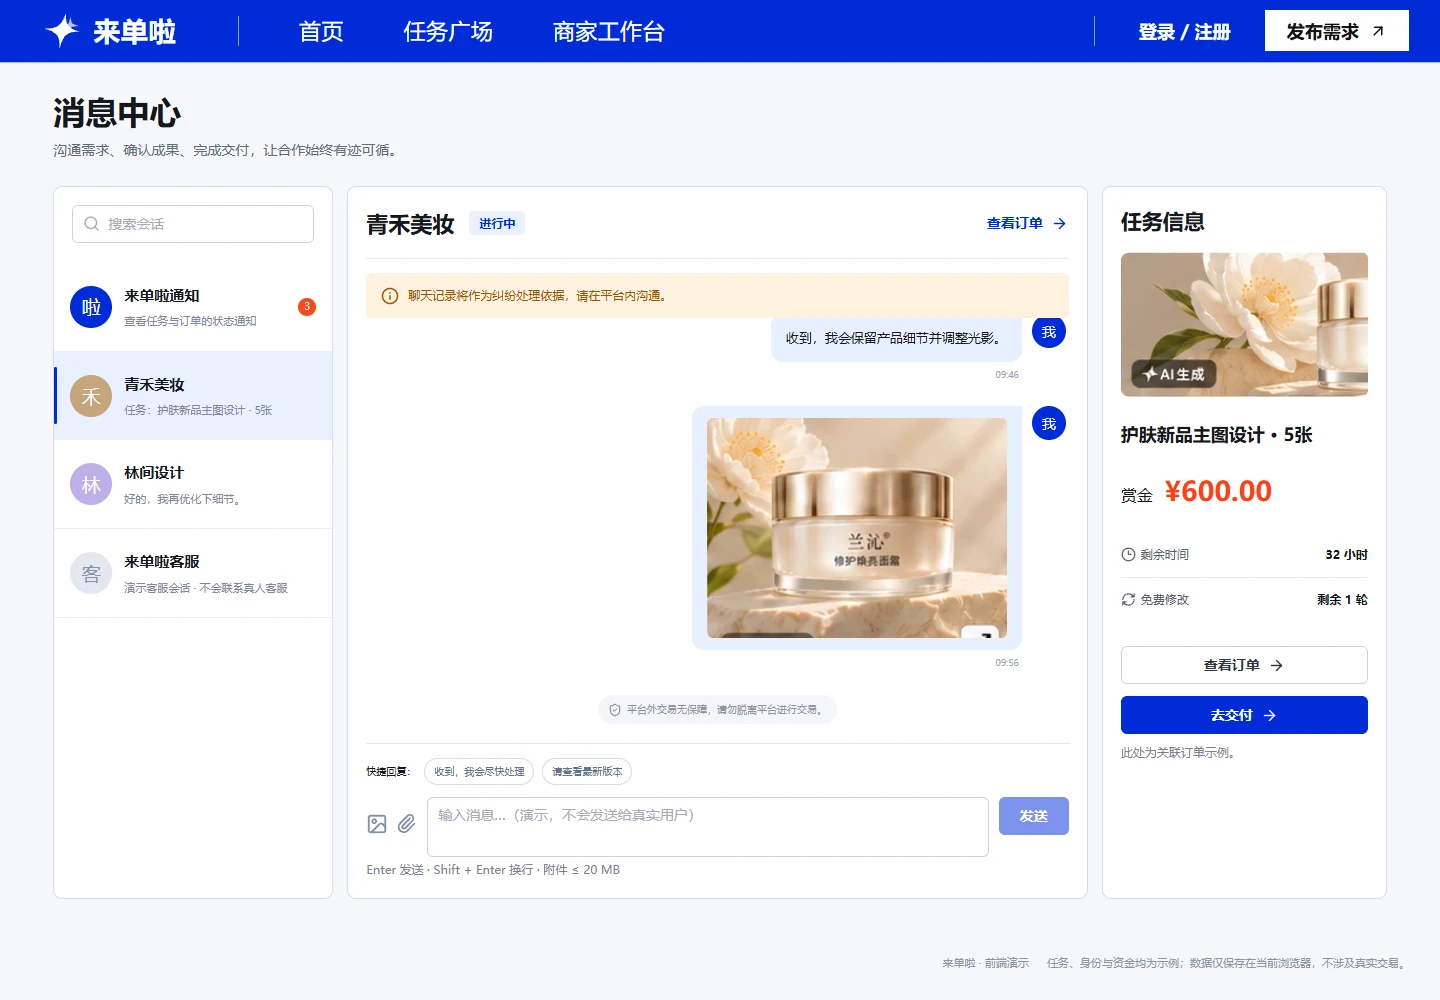 来单啦
首页
任务广场
商家工作台
登录 / 注册
发布需求
消息中心
沟通需求、确认成果、完成交付，让合作始终有迹可循。
搜索会话
啦
来单啦通知
查看任务与订单的状态通知
3
禾
青禾美妆
任务：护肤新品主图设计 · 5张
林
林间设计
好的，我再优化下细节。
客
来单啦客服
演示客服会话 · 不会联系真人客服
青禾美妆
进行中
查看订单
聊天记录将作为纠纷处理依据，请在平台内沟通。
收到，我会保留产品细节并调整光影。
我
09:46
我
兰沁®
修护焕亮面霜
09:56
平台外交易无保障，请勿脱离平台进行交易。
快捷回复：
收到，我会尽快处理
请查看最新版本
输入消息...（演示，不会发送给真实用户）
发送
Enter 发送 · Shift + Enter 换行 · 附件 ≤ 20 MB
任务信息
AI 生成
护肤新品主图设计 · 5张
赏金 ¥600.00
剩余时间
32 小时
免费修改
剩余 1 轮
查看订单
去交付
此处为关联订单示例。
来单啦 · 前端演示
任务、身份与资金均为示例；数据仅保存在当前浏览器，不涉及真实交易。